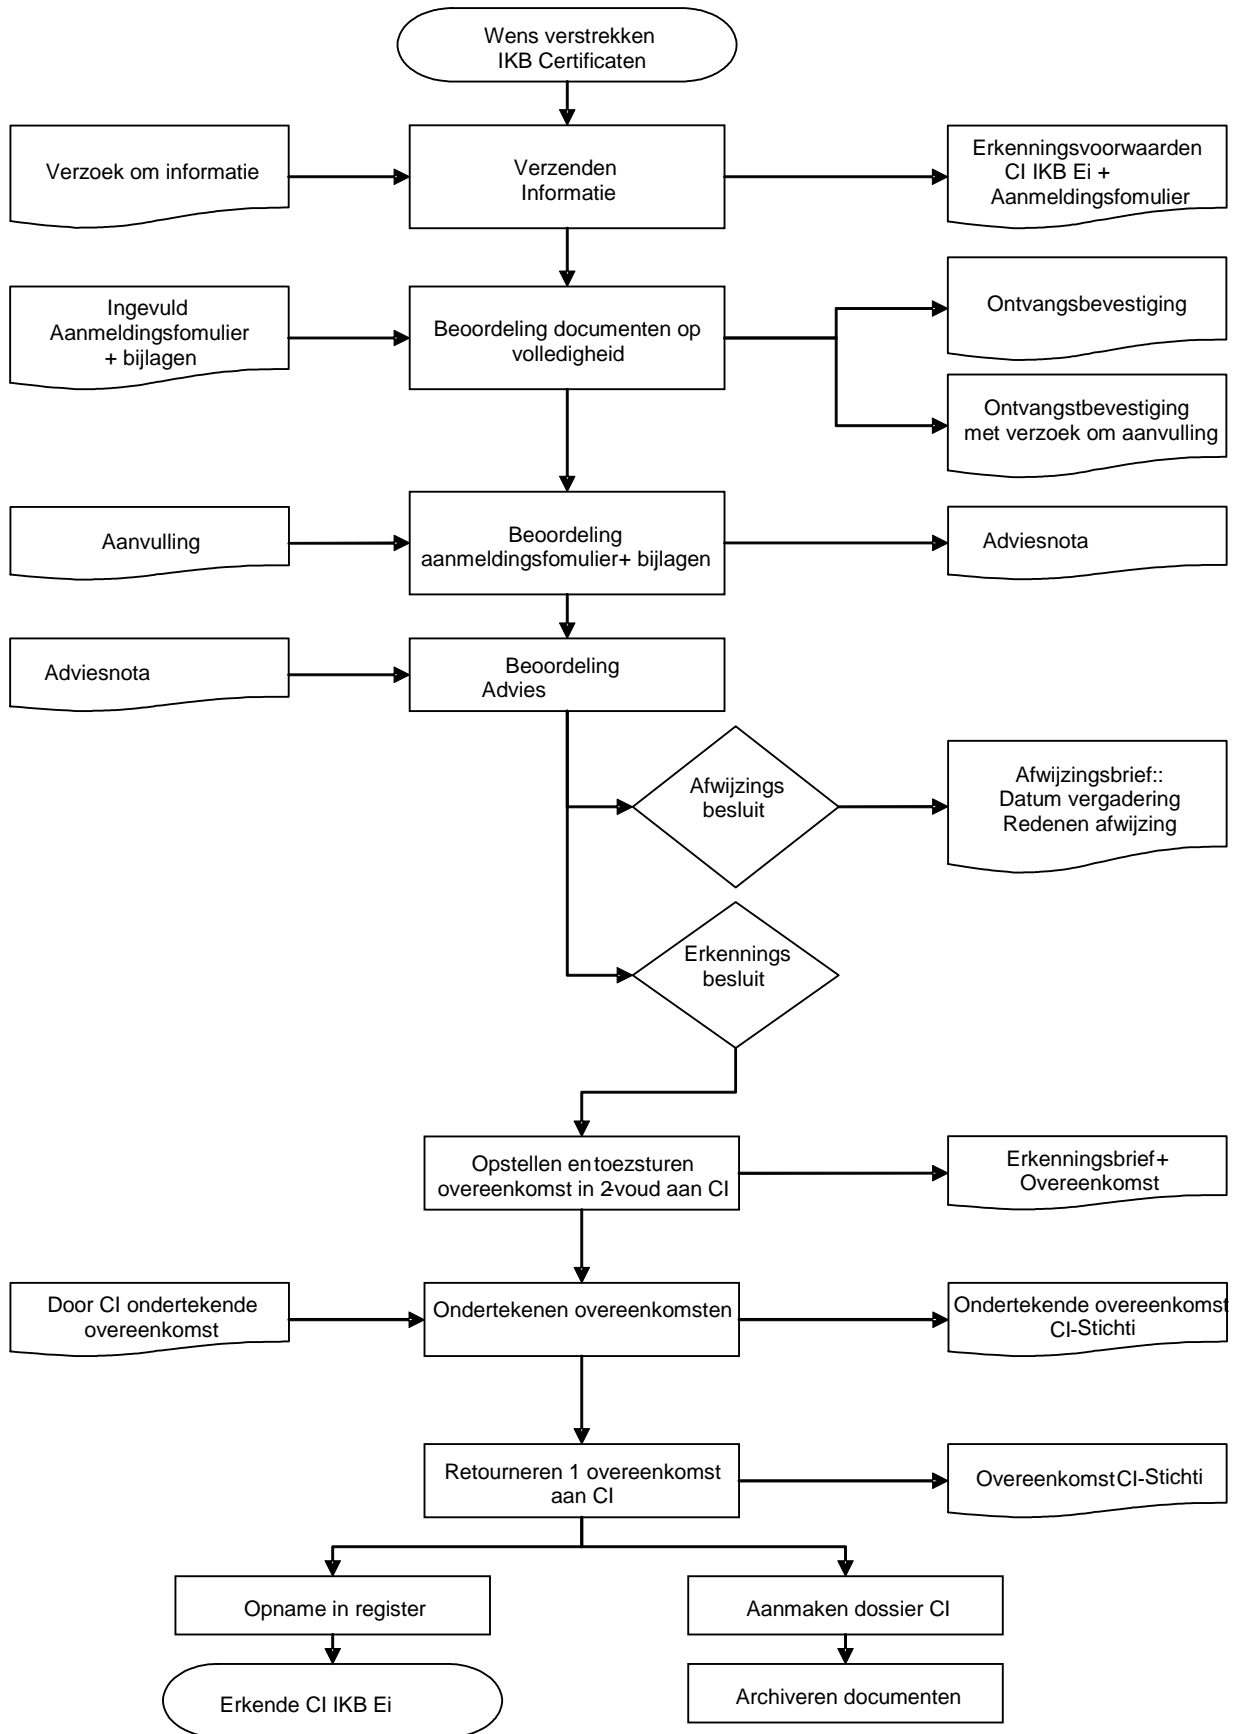 Wens verstrekken
IKB Certificaten
Verzoek om informatie
Verzenden
Informatie
Erkenningsvoorwaarden
CI IKB Ei +
Aanmeldingsfomulier
Ingevuld
Aanmeldingsfomulier
+ bijlagen
Beoordeling documenten op
volledigheid
Ontvangsbevestiging
Ontvangstbevestiging
met verzoek om aanvulling
Aanvulling
Beoordeling
aanmeldingsfomulier+ bijlagen
Adviesnota
Adviesnota
Beoordeling
Advies
Afwijzings
besluit
Afwijzingsbrief::
Datum vergadering
Redenen afwijzing
Erkennings
besluit
Opstellen en toezsturen
overeenkomst in 2-voud aan CI
Erkenningsbrief+
Overeenkomst
Door CI ondertekende
overeenkomst
Ondertekenen overeenkomsten
Ondertekende overeenkomst
CI-Stichti
Retourneren 1 overeenkomst
aan CI
Overeenkomst CI-Stichti
Opname in register
Aanmaken dossier CI
Erkende CI IKB Ei
Archiveren documenten